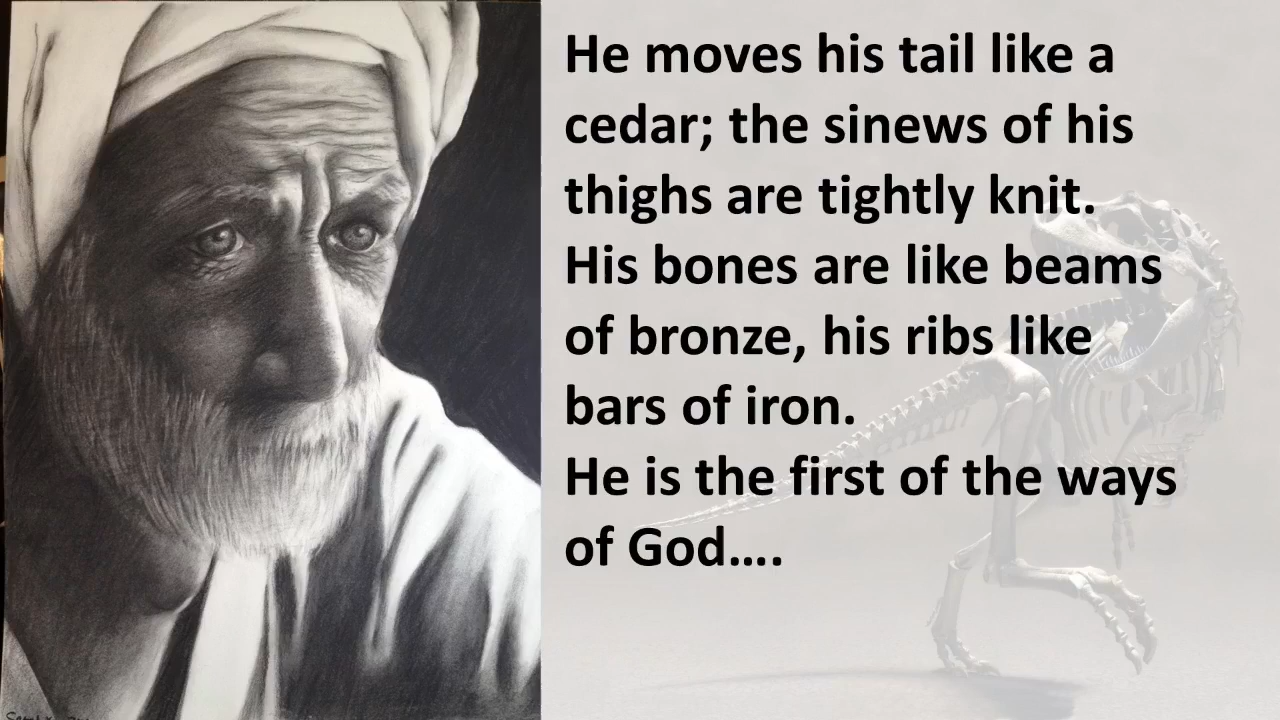 He moves his tail like a
cedar; the sinews of his
thighs are tightly knit.
His bones are like beams
of bronze, his ribs like
bars of iron.
He is the first of the ways
of God....